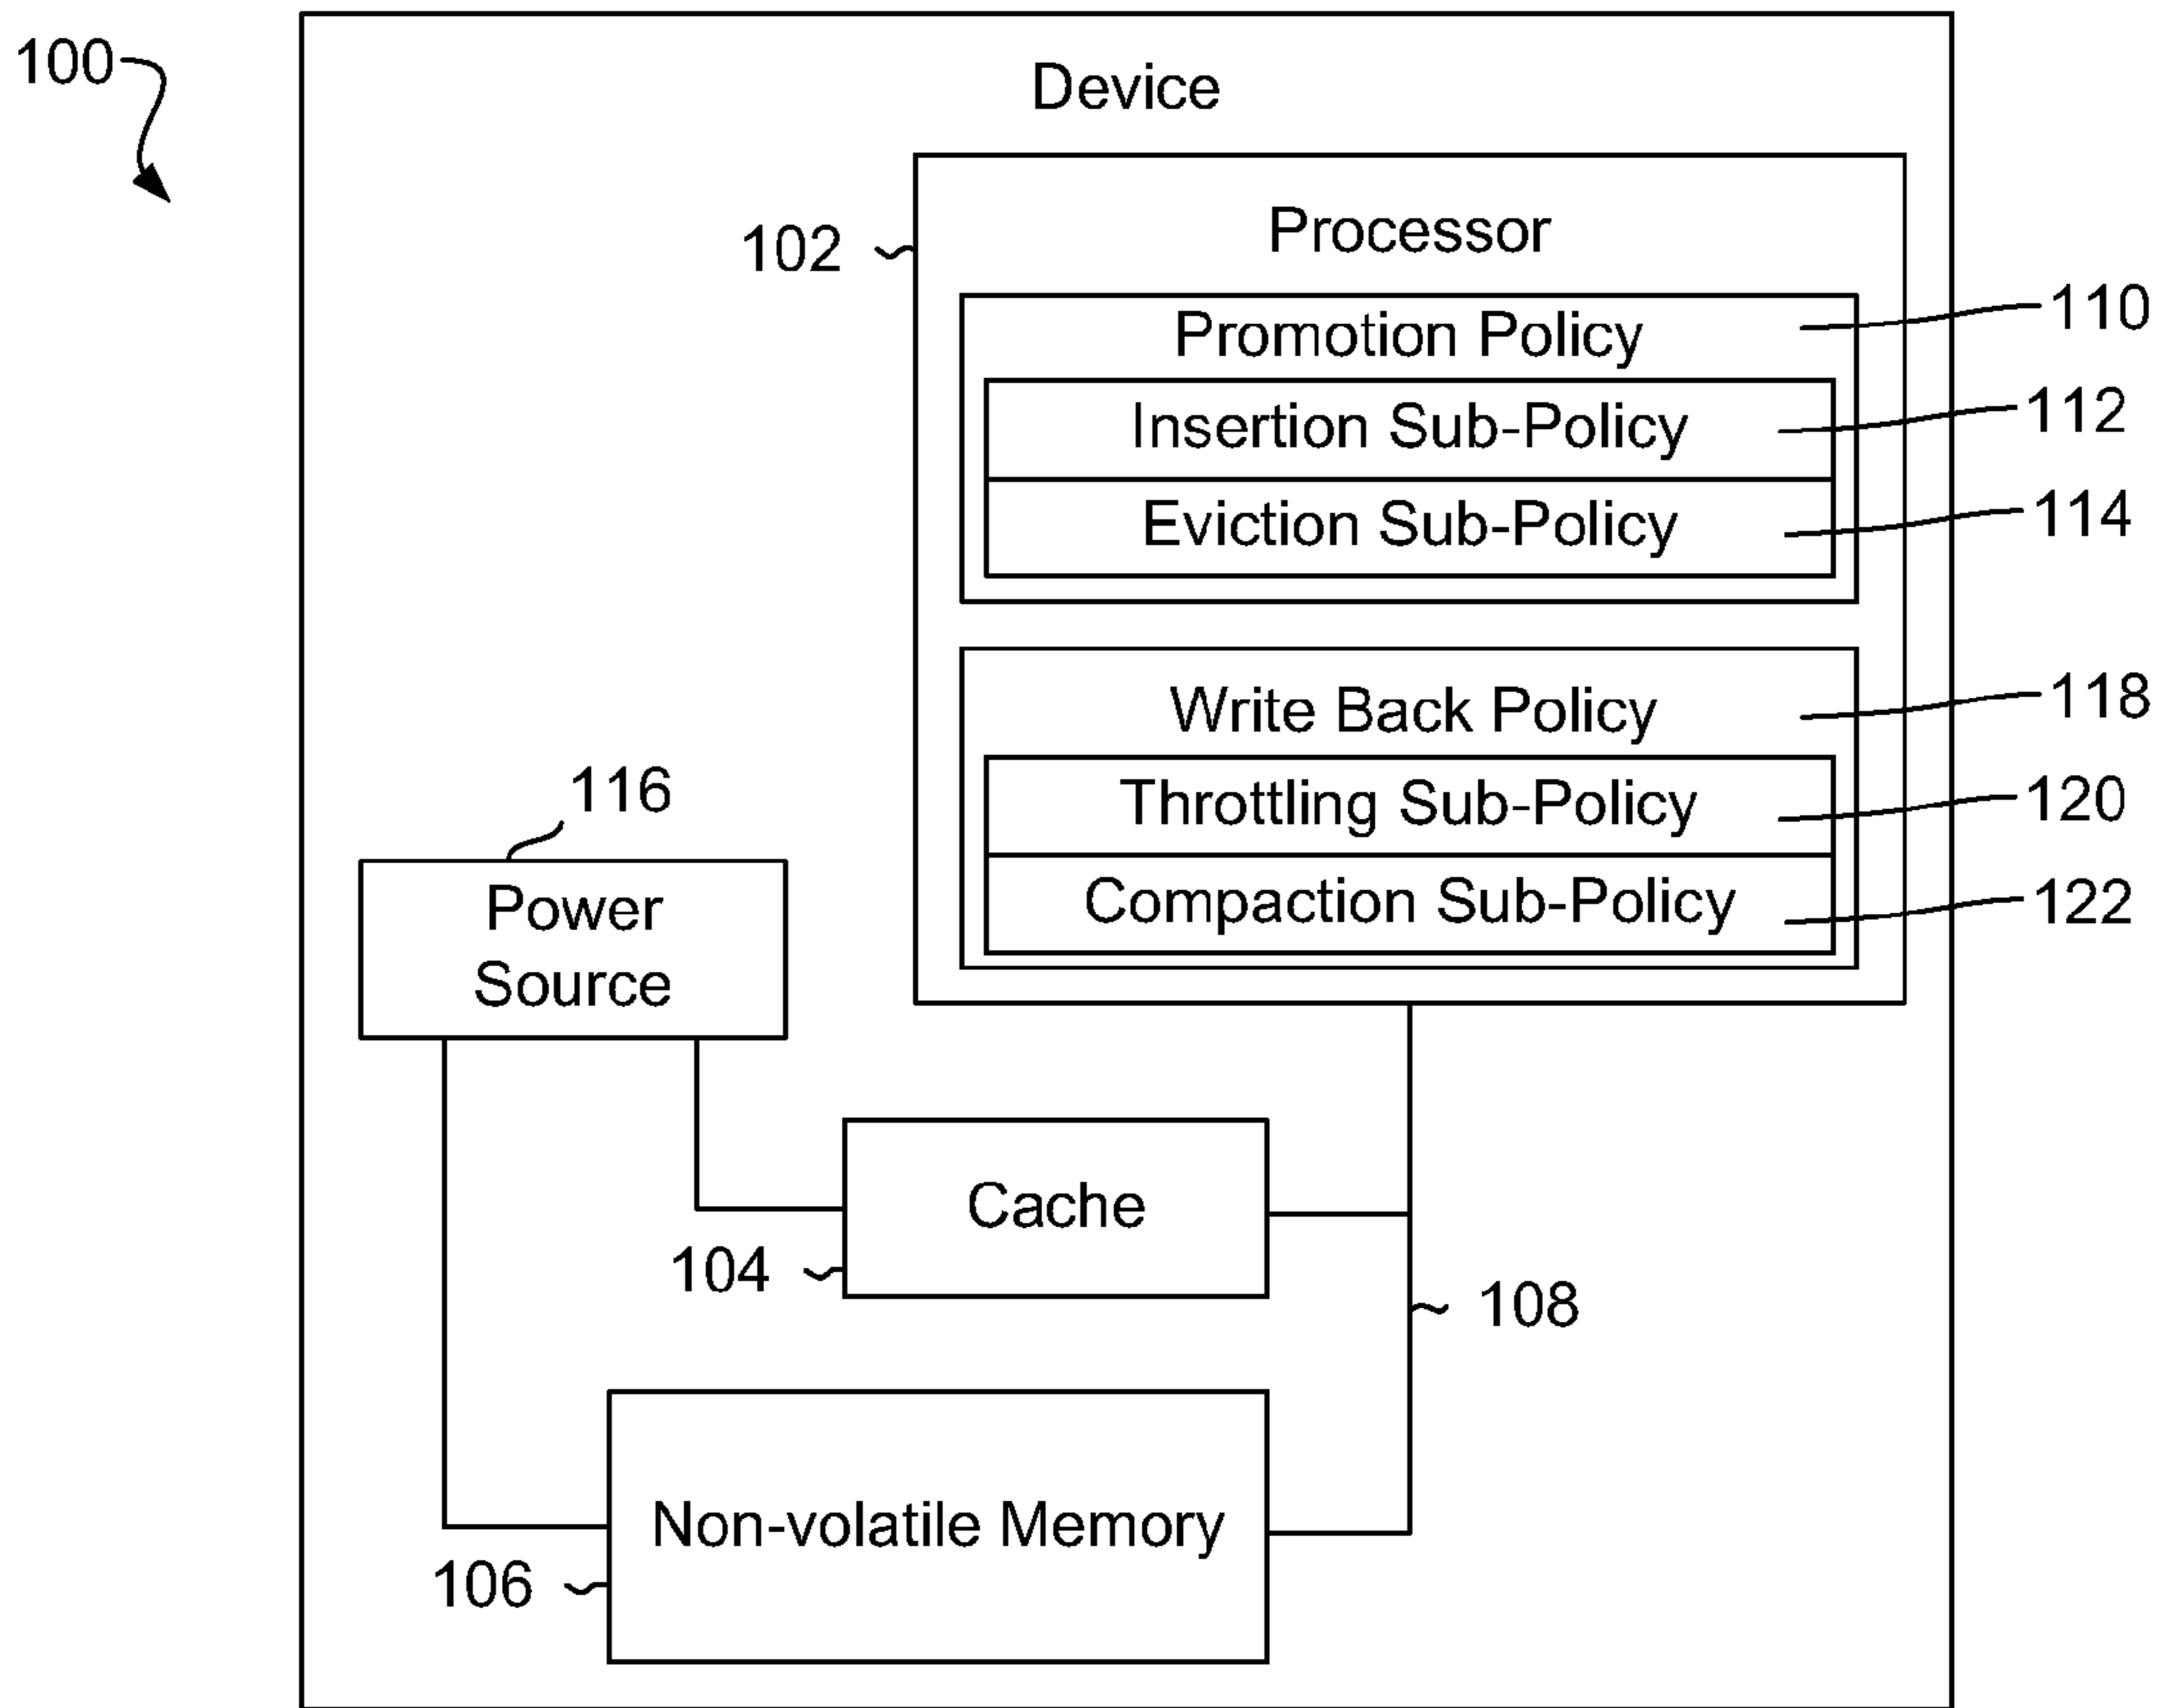 100
Device
102
Processor
Promotion Policy
110
Insertion Sub-Policy
112
Eviction Sub-Policy
114
Write Back Policy
118
Throttling Sub-Policy
120
Compaction Sub-Policy
122
116
Power
Source
Cache
104
108
Non-volatile Memory
106